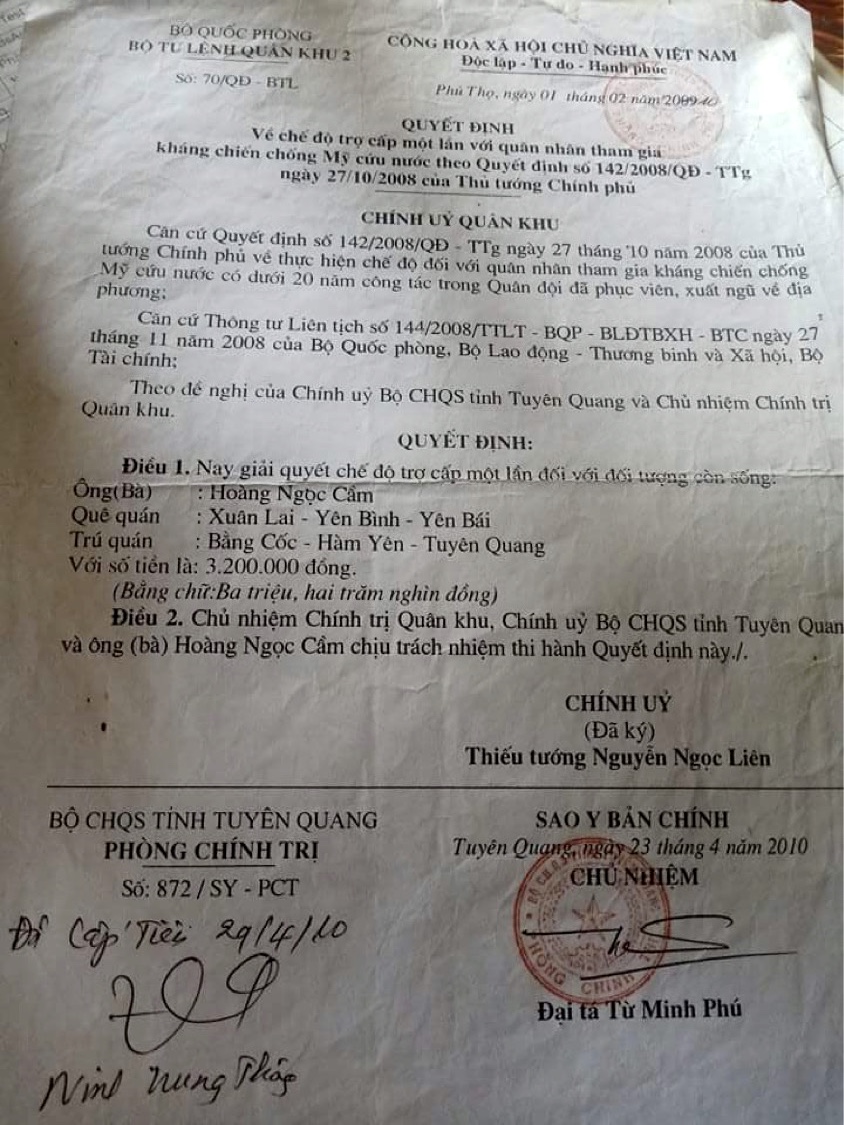 BỘ QUỐC PHÒNG
BỘ TƯ LỆNH QUÂN KHU 2
Số: 70/QĐ - BTL
CỘNG HOÀ XÃ HỘI CHỦ NGHĨA VIỆT NAM
Độc lập - Tự do - Hạnh phúc
Phú Thọ, ngày 01 tháng 02 năm 2009 10
QUYẾT ĐỊNH
Về chế độ trợ cấp một lần với quân nhân tham gia
kháng chiến chống Mỹ cứu nước theo Quyết định số 142/2008/QĐ - TTg
ngày 27/10/2008 của Thủ tướng Chính phủ
CHÍNH UỶ QUÂN KHU
Căn cứ Quyết định số 142/2008/QĐ - TTg ngày 27 tháng 10 năm 2008 của Thủ
tướng Chính phủ về thực hiện chế độ đối với quân nhân tham gia kháng chiến chống
Mỹ cứu nước có dưới 20 năm công tác trong Quân đội đã phục viên, xuất ngũ về địa
phương;
Căn cứ Thông tư Liên tịch số 144/2008/TTLT - BQP - BLĐTBXH - BTC ngày 27
tháng 11 năm 2008 của Bộ Quốc phòng, Bộ Lao động - Thương binh và Xã hội, Bộ
Tài chính;
Theo đề nghị của Chính uỷ Bộ CHQS tỉnh Tuyên Quang và Chủ nhiệm Chính trị
Quân khu.
QUYẾT ĐỊNH:
Điều 1. Nay giải quyết chế độ trợ cấp một lần đối với đối tượng còn sống:
Ông(Bà) : Hoàng Ngọc Cầm
Quê quán : Xuân Lai - Yên Bình - Yên Bái
Trú quán : Bằng Cốc - Hàm Yên - Tuyên Quang
Với số tiền là: 3.200.000 đồng.
(Bằng chữ:Ba triệu, hai trăm nghìn đồng)
Điều 2. Chủ nhiệm Chính trị Quân khu, Chính uỷ Bộ CHQS tỉnh Tuyên Quan
và ông (bà) Hoàng Ngọc Cầm chịu trách nhiệm thi hành Quyết định này./.
CHÍNH UỶ
(Đã ký)
Thiếu tướng Nguyễn Ngọc Liên
BỘ CHQS TỈNH TUYÊN QUANG
PHÒNG CHÍNH TRỊ
Số: 872 / SY - PCT
SAO Y BẢN CHÍNH
Tuyên Quang, ngày 23 tháng 4 năm 2010
CHỦ NHIỆM
Đã Cấp Tiền 29/4/10
PHÒNG CHÍNH
Đại tá Từ Minh Phú